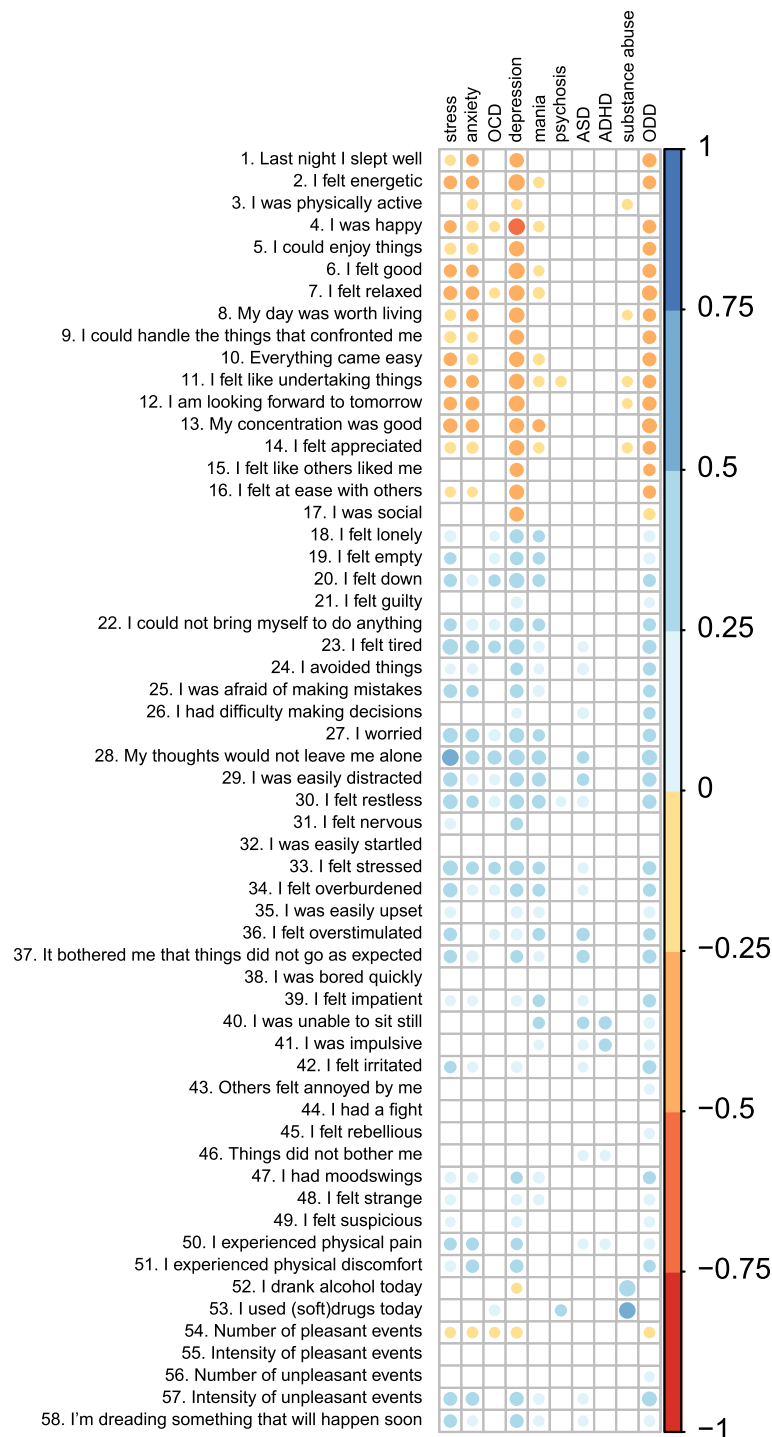 stress
anxiety
OCD
depression
mania
psychosis
ASD
ADHD
substance abuse
ODD
1. Last night I slept well
2. I felt energetic
3. I was physically active
4. I was happy
5. I could enjoy things
6. I felt good
7. I felt relaxed
8. My day was worth living
9. I could handle the things that confronted me
10. Everything came easy
11. I felt like undertaking things
12. I am looking forward to tomorrow
13. My concentration was good
14. I felt appreciated
15. I felt like others liked me
16. I felt at ease with others
17. I was social
18. I felt lonely
19. I felt empty
20. I felt down
21. I felt guilty
22. I could not bring myself to do anything
23. I felt tired
24. I avoided things
25. I was afraid of making mistakes
26. I had difficulty making decisions
27. I worried
28. My thoughts would not leave me alone
29. I was easily distracted
30. I felt restless
31. I felt nervous
32. I was easily startled
33. I felt stressed
34. I felt overburdened
35. I was easily upset
36. I felt overstimulated
37. It bothered me that things did not go as expected
38. I was bored quickly
39. I felt impatient
40. I was unable to sit still
41. I was impulsive
42. I felt irritated
43. Others felt annoyed by me
44. I had a fight
45. I felt rebellious
46. Things did not bother me
47. I had moodswings
48. I felt strange
49. I felt suspicious
50. I experienced physical pain
51. I experienced physical discomfort
52. I drank alcohol today
53. I used (soft)drugs today
54. Number of pleasant events
55. Intensity of pleasant events
56. Number of unpleasant events
57. Intensity of unpleasant events
58. I'm dreading something that will happen soon
1
0.75
0.5
0.25
0
−0.25
−0.5
−0.75
−1